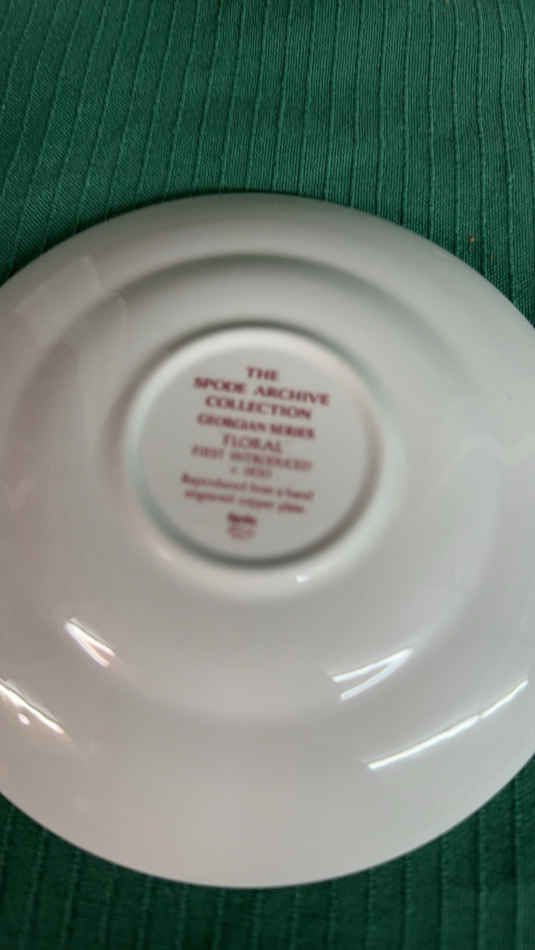 THE
SPODE ARCHIVE
COLLECTION
GEORGIAN SERIES
FLORAL
FIRST INTRODUCED
Reproduced from a hand
engraved copper plate
Spode